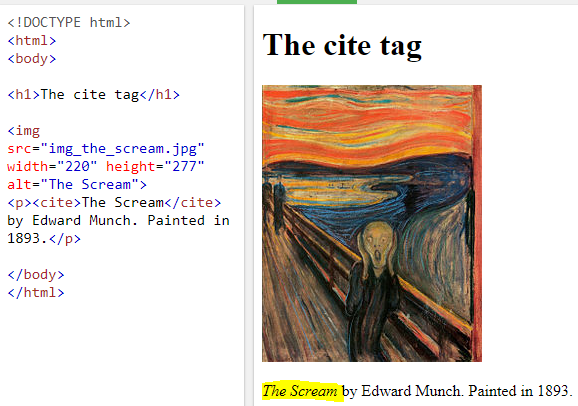 <!DOCTYPE html>
<html>
<body>
<h1>The cite tag</h1>
<img
src="img_the_scream.jpg"
width="220" height="277"
alt="The Scream">
<p><cite>The Scream</cite>
by Edward Munch. Painted in
1893.</p>
</body>
</html>
The cite tag
The Scream by Edward Munch. Painted in 1893.